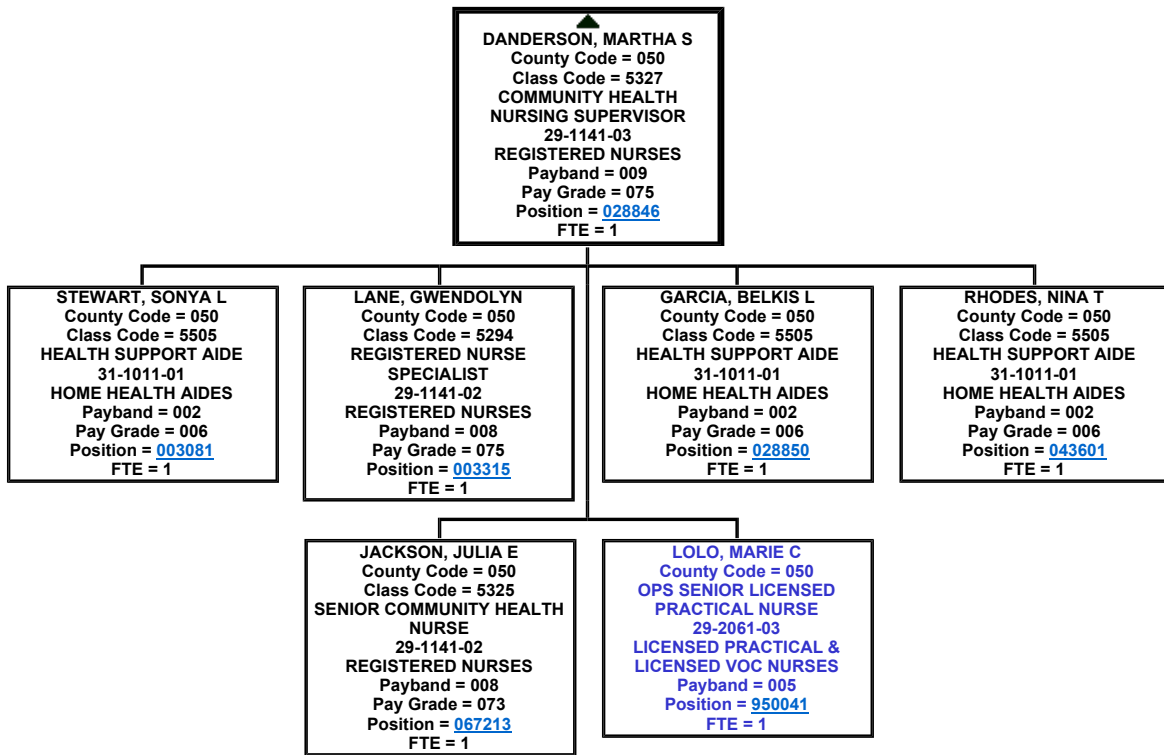 DANDERSON, MARTHA S
County Code = 050
Class Code = 5327
COMMUNITY HEALTH
NURSING SUPERVISOR
29-1141-03
REGISTERED NURSES
Payband = 009
Pay Grade = 075
Position = 028846
FTE = 1
STEWART, SONYA L
County Code = 050
Class Code = 5505
HEALTH SUPPORT AIDE
31-1011-01
HOME HEALTH AIDES
Payband = 002
Pay Grade = 006
Position = 003081
FTE = 1
LANE, GWENDOLYN
County Code = 050
Class Code = 5294
REGISTERED NURSE
SPECIALIST
29-1141-02
REGISTERED NURSES
Payband = 008
Pay Grade = 075
Position = 003315
FTE = 1
GARCIA, BELKIS L
County Code = 050
Class Code = 5505
HEALTH SUPPORT AIDE
31-1011-01
HOME HEALTH AIDES
Payband = 002
Pay Grade = 006
Position = 028850
FTE = 1
RHODES, NINA T
County Code = 050
Class Code = 5505
HEALTH SUPPORT AIDE
31-1011-01
HOME HEALTH AIDES
Payband = 002
Pay Grade = 006
Position = 043601
FTE = 1
JACKSON, JULIA E
County Code = 050
Class Code = 5325
SENIOR COMMUNITY HEALTH
NURSE
29-1141-02
REGISTERED NURSES
Payband = 008
Pay Grade = 073
Position = 067213
FTE = 1
LOLO, MARIE C
County Code = 050
OPS SENIOR LICENSED
PRACTICAL NURSE
29-2061-03
LICENSED PRACTICAL &
LICENSED VOC NURSES
Payband = 005
Position = 950041
FTE = 1